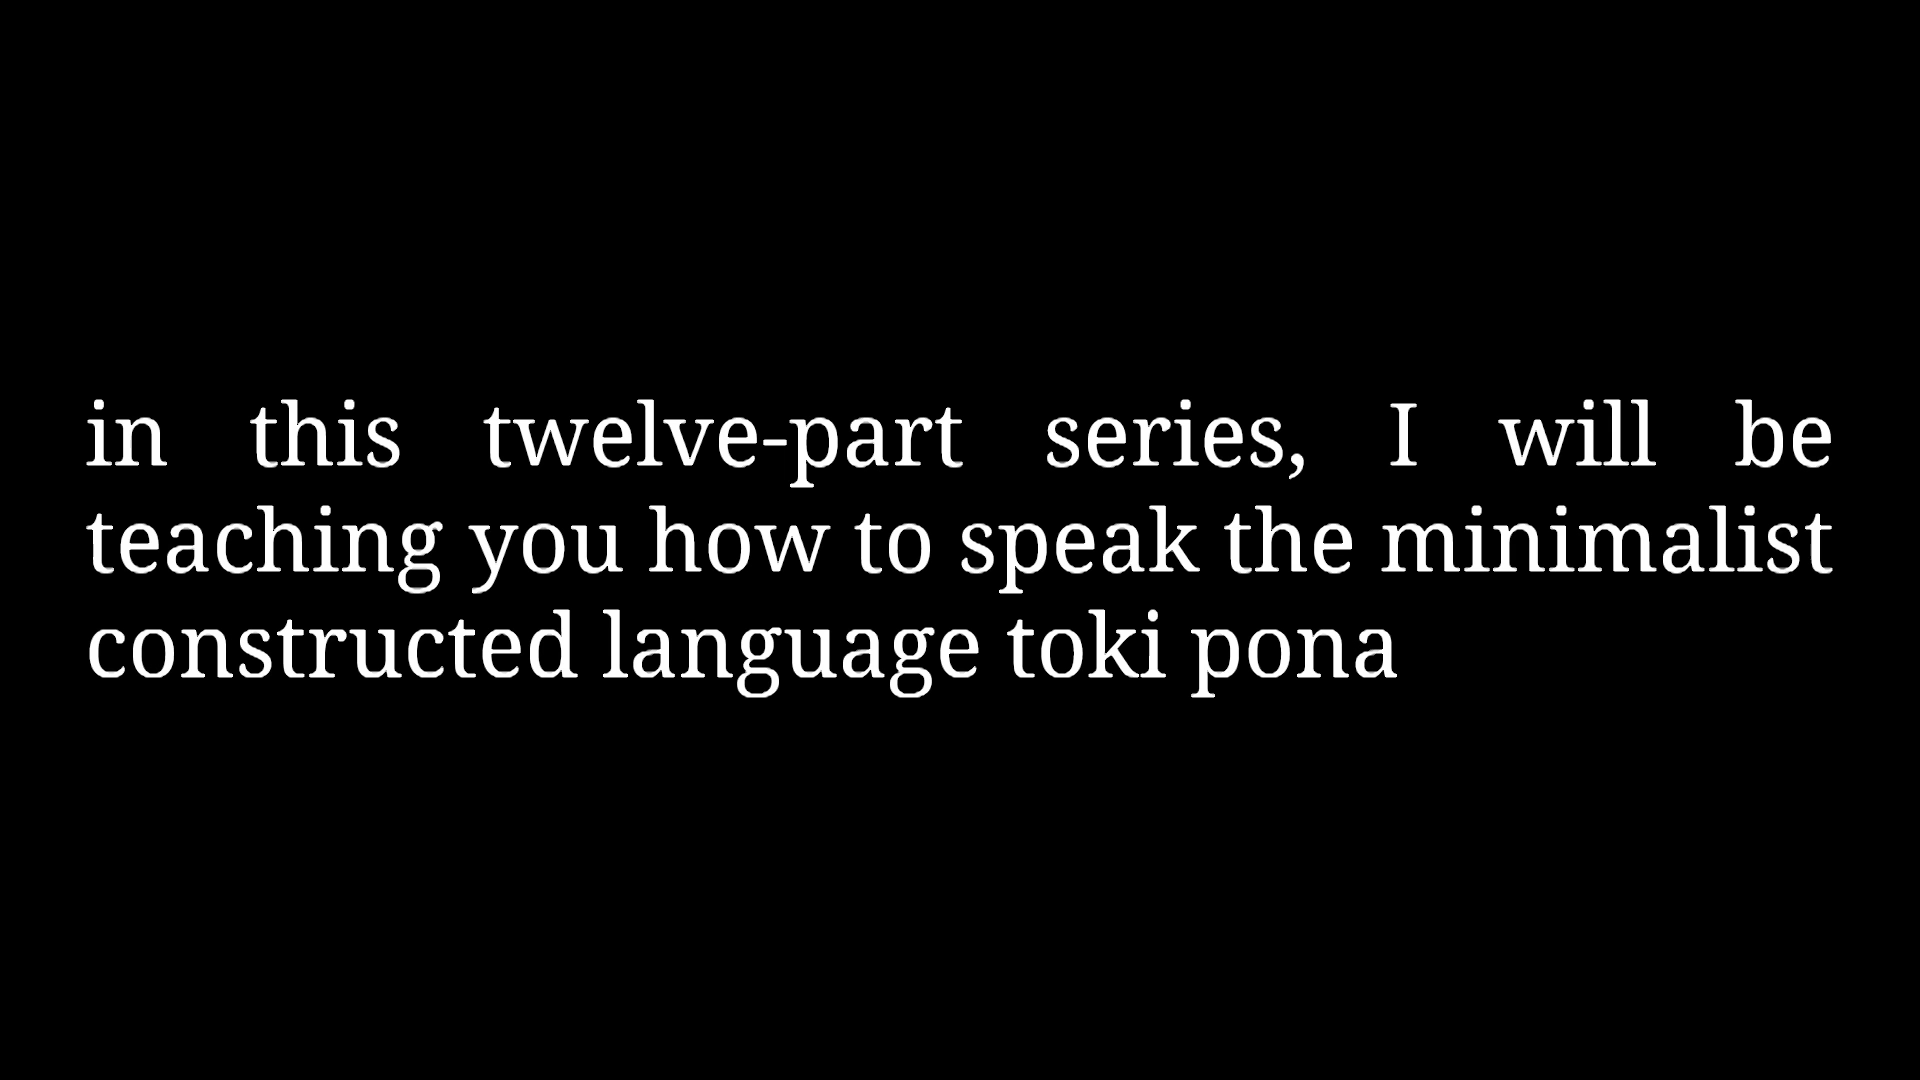 in this twelve-part series, I will be
teaching you how to speak the minimalist
constructed language toki pona